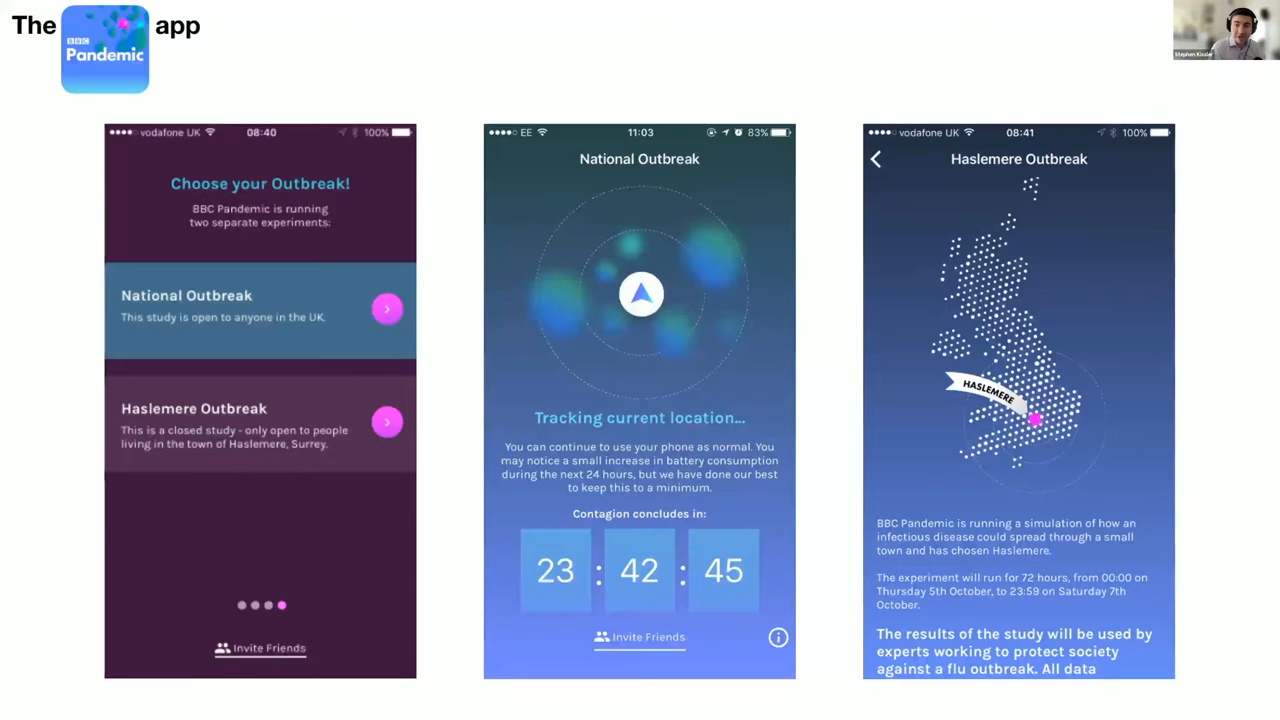 The BBC Pandemic app
Stephen Kissler
vodafone UK 08:40 100%
Choose your Outbreak!
BBC Pandemic is running
two separate experiments:
National Outbreak
This study is open to anyone in the UK.
Haslemere Outbreak
This is a closed study - only open to people
living in the town of Haslemere, Surrey.
Invite Friends
EE 11:03 83%
National Outbreak
Tracking current location...
You can continue to use your phone as normal. You
may notice a small increase in battery consumption
during the next 24 hours, but we have done our best
to keep this to a minimum.
Contagion concludes in:
23 : 42 : 45
Invite Friends
vodafone UK 08:41 100%
Haslemere Outbreak
HASLEMERE
BBC Pandemic is running a simulation of how an
infectious disease could spread through a small
town and has chosen Haslemere.
The experiment will run for 72 hours, from 00:00 on
Thursday 5th October, to 23:59 on Saturday 7th
October.
The results of the study will be used by
experts working to protect society
against a flu outbreak. All data